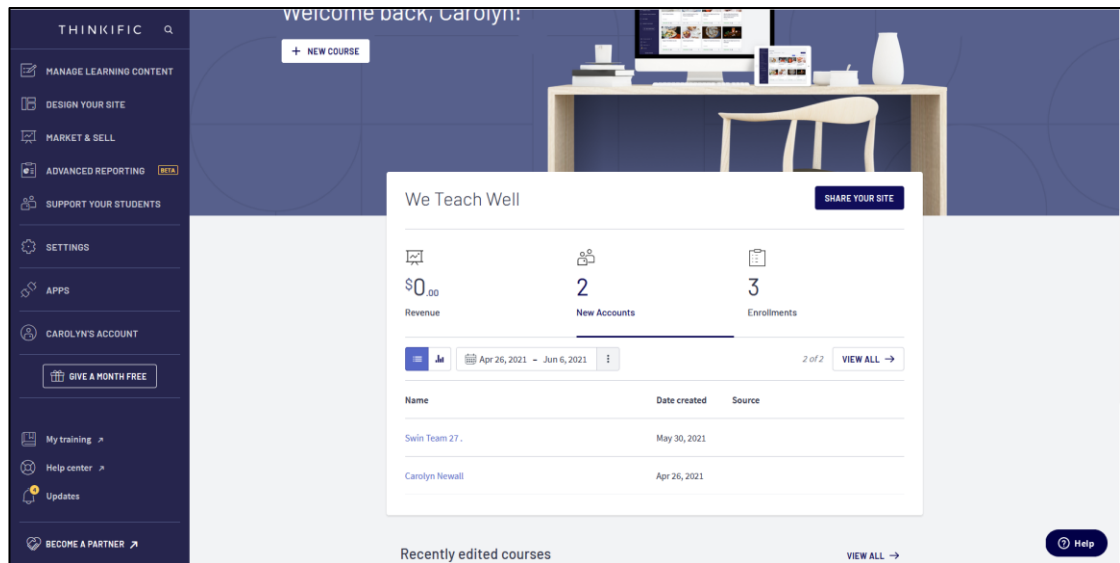 THINKIFIC
MANAGE LEARNING CONTENT
DESIGN YOUR SITE
MARKET & SELL
ADVANCED REPORTING BETA
SUPPORT YOUR STUDENTS
SETTINGS
APPS
CAROLYN'S ACCOUNT
GIVE A MONTH FREE
My training ↗
Help center ↗
4
Updates
BECOME A PARTNER ↗
Welcome back, Carolyn!
+ NEW COURSE
We Teach Well
SHARE YOUR SITE
$0.00
Revenue
2
New Accounts
3
Enrollments
Apr 26, 2021 - Jun 6, 2021
2 of 2
VIEW ALL →
Name Date created Source
Swin Team 27 . May 30, 2021
Carolyn Newall Apr 26, 2021
Recently edited courses
VIEW ALL →
? Help